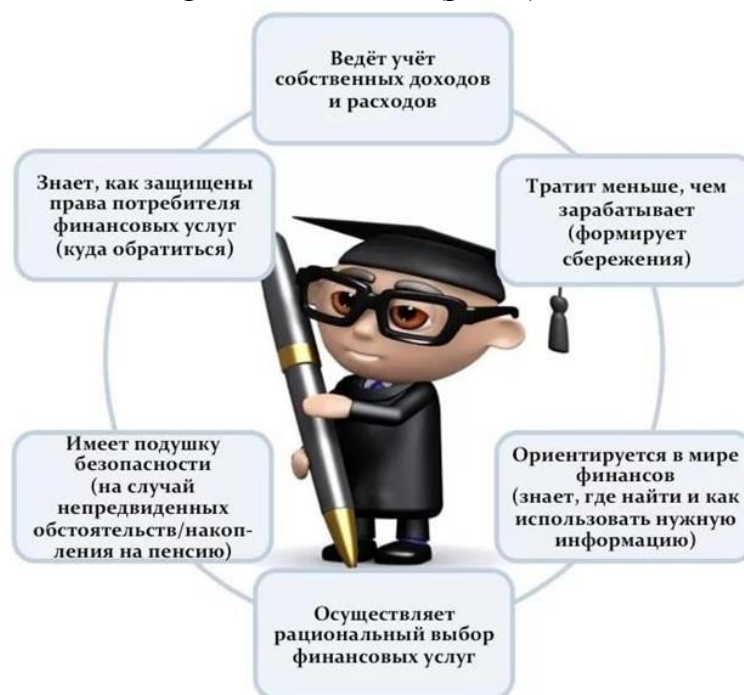 Ведёт учёт
собственных доходов
и расходов
Тратит меньше, чем
зарабатывает
(формирует
сбережения)
Ориентируется в мире
финансов
(знает, где найти и как
использовать нужную
информацию)
Осуществляет
рациональный выбор
финансовых услуг
Имеет подушку
безопасности
(на случай
непредвиденных
обстоятельств/накоп-
ления на пенсию)
Знает, как защищены
права потребителя
финансовых услуг
(куда обратиться)